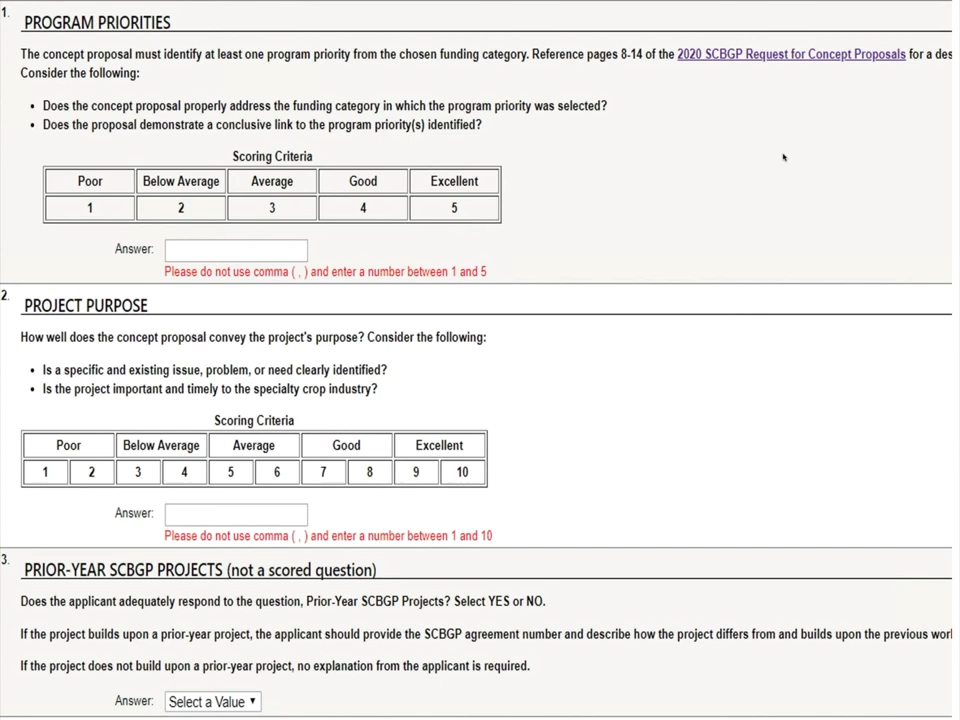 1.
PROGRAM PRIORITIES
The concept proposal must identify at least one program priority from the chosen funding category. Reference pages 8-14 of the 2020 SCBGP Request for Concept Proposals for a des
Consider the following:
• Does the concept proposal properly address the funding category in which the program priority was selected?
• Does the proposal demonstrate a conclusive link to the program priority(s) identified?
Scoring Criteria
Poor Below Average Average Good Excellent
1 2 3 4 5
Answer:
Please do not use comma ( , ) and enter a number between 1 and 5
2.
PROJECT PURPOSE
How well does the concept proposal convey the project's purpose? Consider the following:
• Is a specific and existing issue, problem, or need clearly identified?
• Is the project important and timely to the specialty crop industry?
Scoring Criteria
Poor Below Average Average Good Excellent
1 2 3 4 5 6 7 8 9 10
Answer:
Please do not use comma ( , ) and enter a number between 1 and 10
3.
PRIOR-YEAR SCBGP PROJECTS (not a scored question)
Does the applicant adequately respond to the question, Prior-Year SCBGP Projects? Select YES or NO.
If the project builds upon a prior-year project, the applicant should provide the SCBGP agreement number and describe how the project differs from and builds upon the previous worl
If the project does not build upon a prior-year project, no explanation from the applicant is required.
Answer: Select a Value